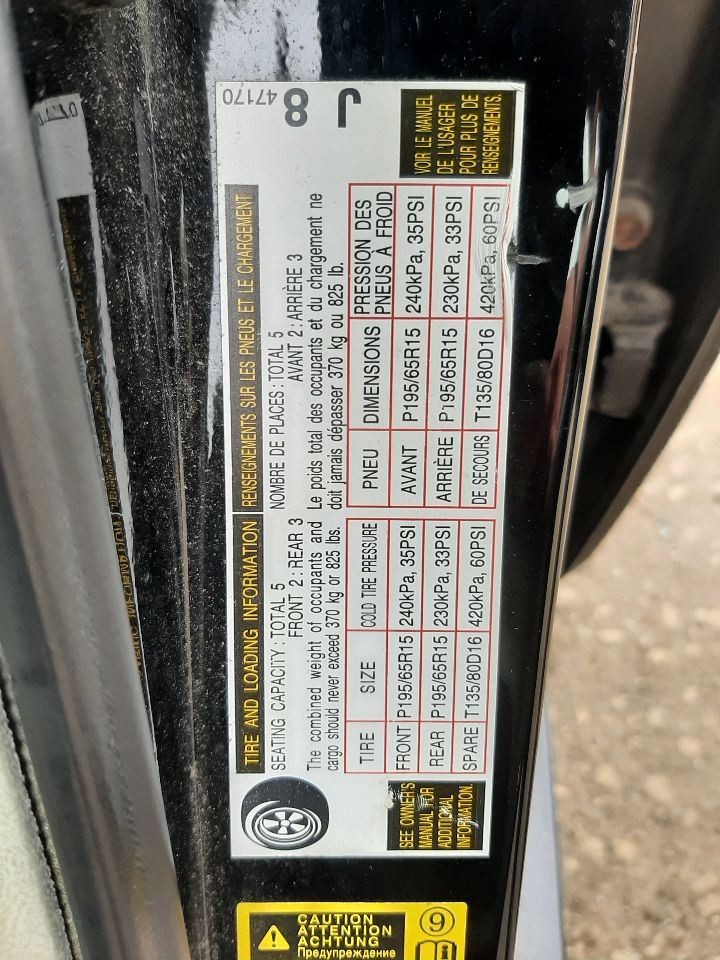 TIRE AND LOADING INFORMATION
SEATING CAPACITY : TOTAL 5
FRONT 2 : REAR 3
The combined weight of occupants and
cargo should never exceed 370 kg or 825 lbs.
TIRE SIZE COLD TIRE PRESSURE
FRONT P195/65R15 240kPa, 35PSI
REAR P195/65R15 230kPa, 33PSI
SPARE T135/80D16 420kPa, 60PSI
SEE OWNER'S
MANUAL FOR
ADDITIONAL
INFORMATION.
RENSEIGNEMENTS SUR LES PNEUS ET LE CHARGEMENT
NOMBRE DE PLACES : TOTAL 5
AVANT 2 : ARRIÈRE 3
Le poids total des occupants et du chargement ne
doit jamais dépasser 370 kg ou 825 lb.
PNEU DIMENSIONS PRESSION DES
PNEUS À FROID
AVANT P195/65R15 240kPa, 35PSI
ARRIÈRE P195/65R15 230kPa, 33PSI
DE SECOURS T135/80D16 420kPa, 60PSI
VOIR LE MANUEL
DE L'USAGER
POUR PLUS DE
RENSEIGNEMENTS.
47170
8
J
CAUTION
ATTENTION
ACHTUNG
Предупреждение
9